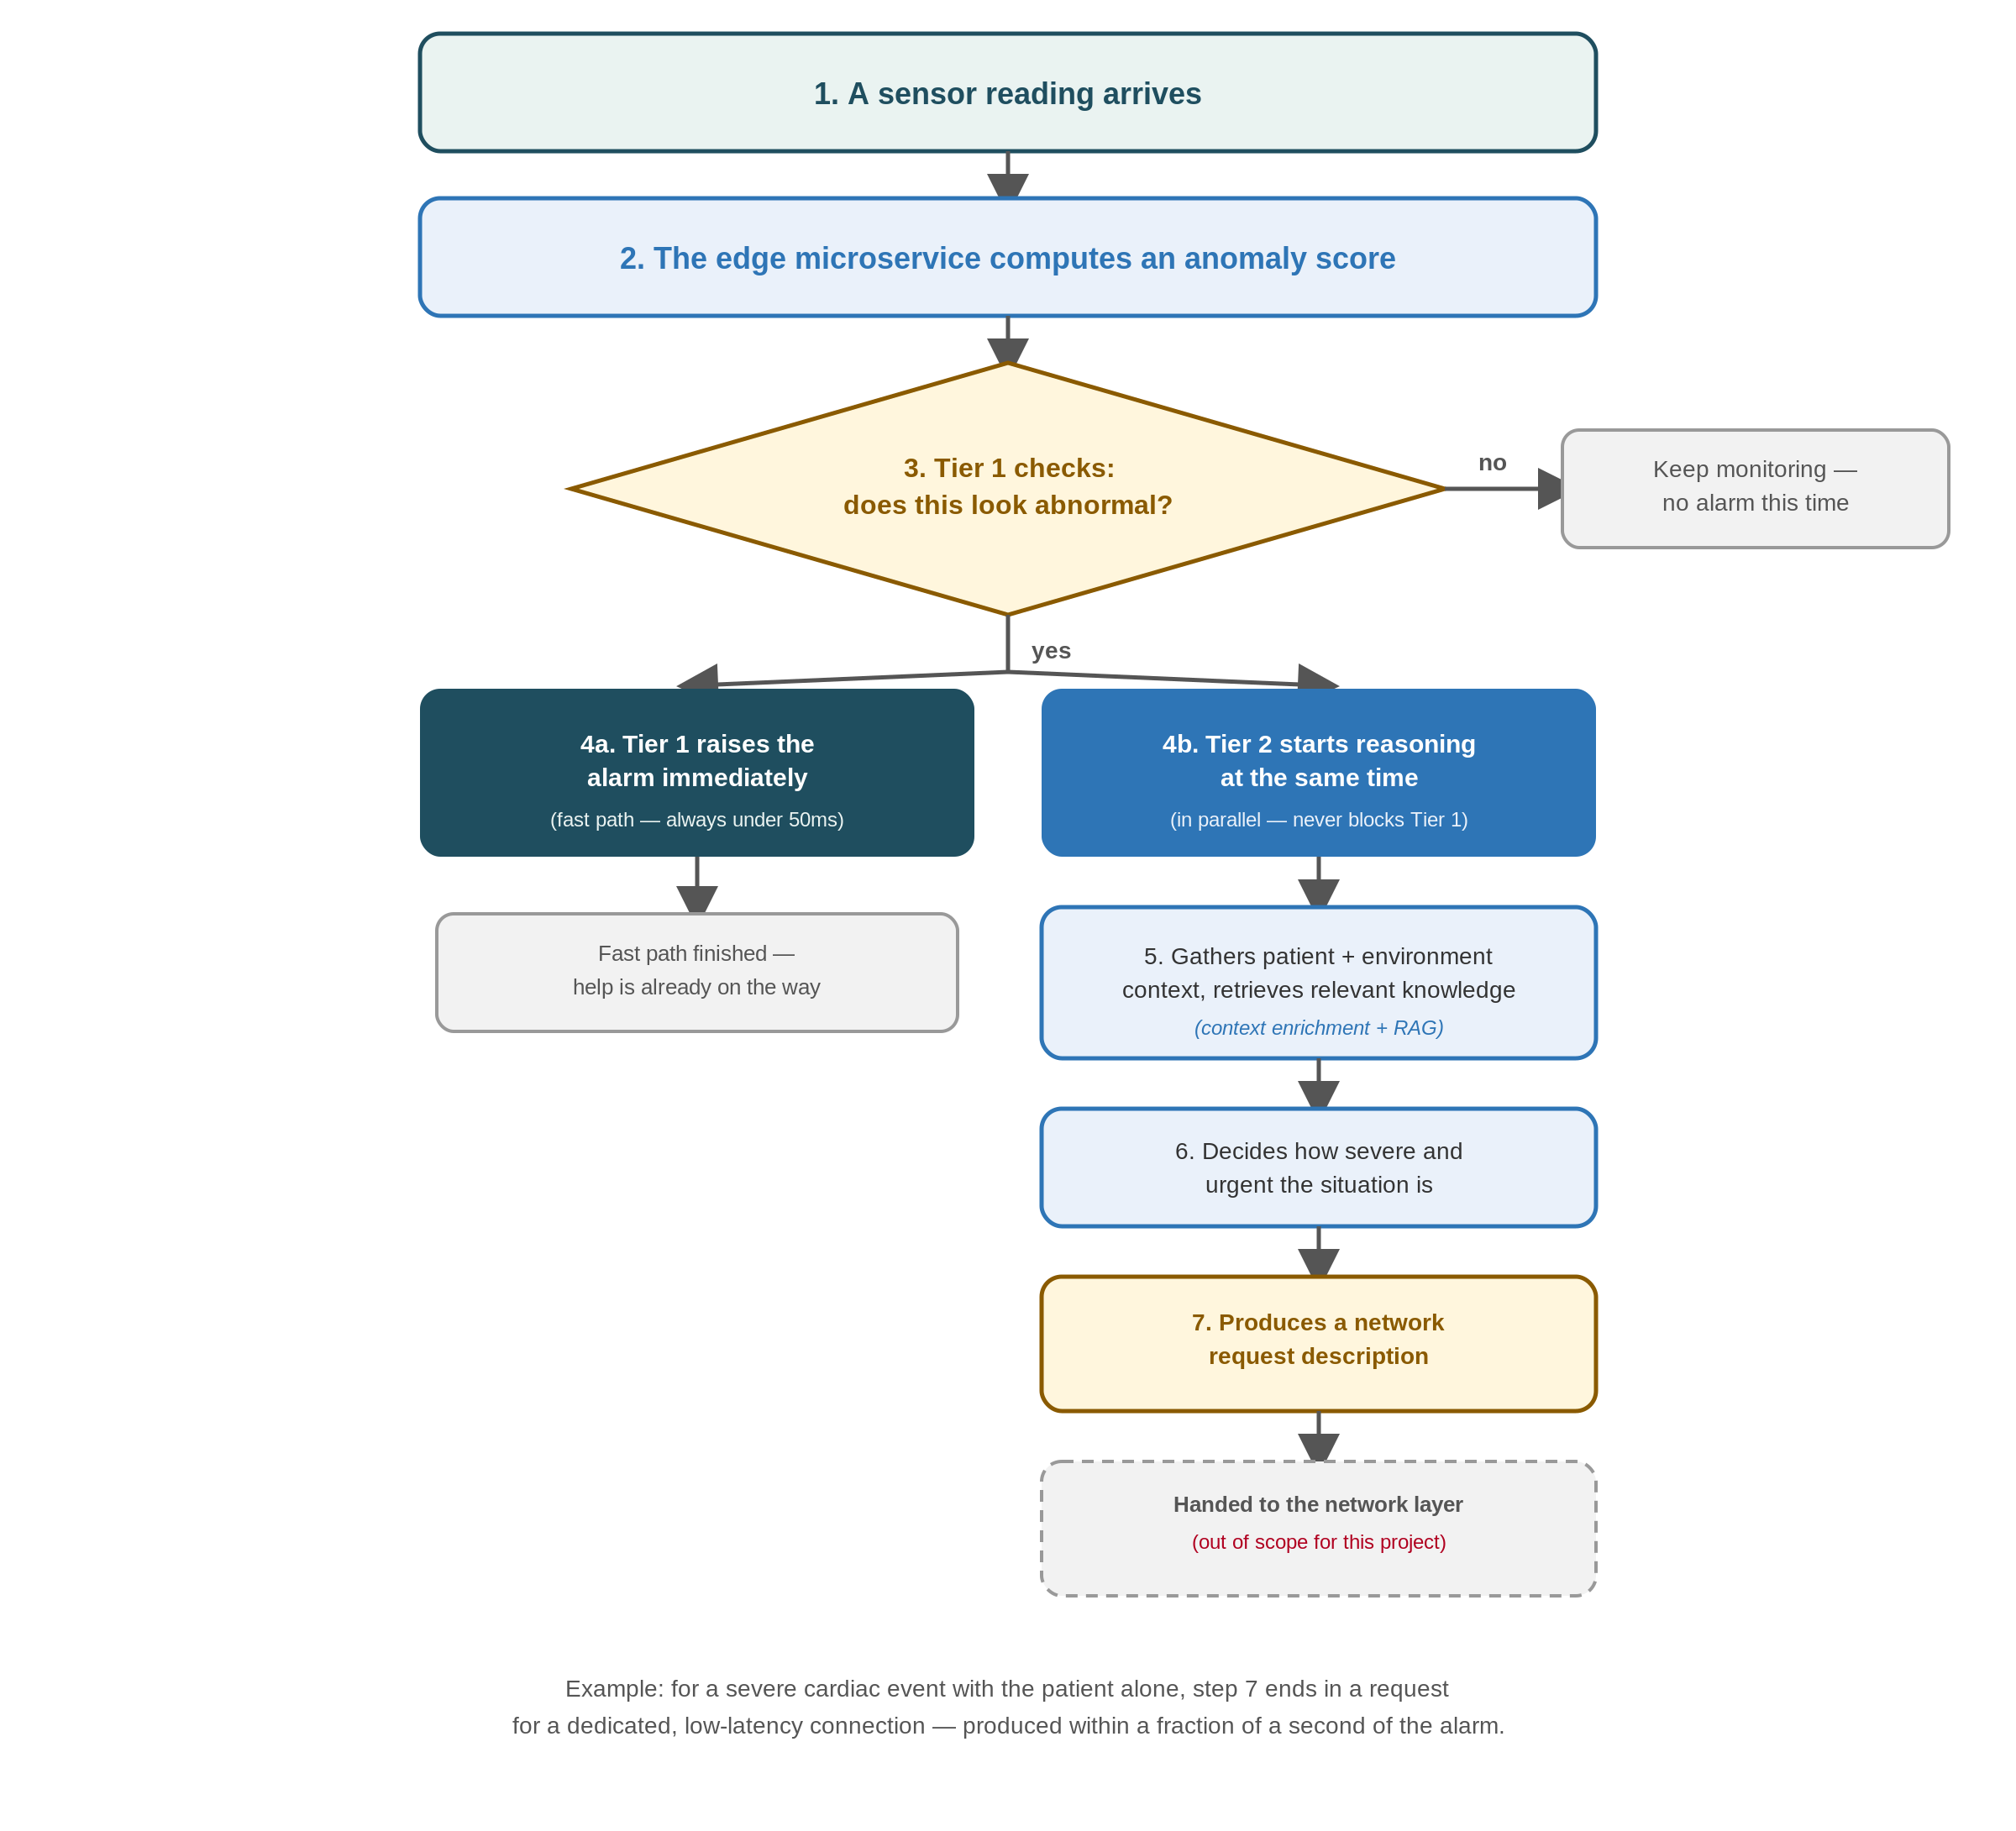 1. A sensor reading arrives
2. The edge microservice computes an anomaly score
3. Tier 1 checks:
does this look abnormal?
no
Keep monitoring —
no alarm this time
yes
4a. Tier 1 raises the
alarm immediately
(fast path — always under 50ms)
4b. Tier 2 starts reasoning
at the same time
(in parallel — never blocks Tier 1)
Fast path finished —
help is already on the way
5. Gathers patient + environment
context, retrieves relevant knowledge
(context enrichment + RAG)
6. Decides how severe and
urgent the situation is
7. Produces a network
request description
Handed to the network layer
(out of scope for this project)
Example: for a severe cardiac event with the patient alone, step 7 ends in a request
for a dedicated, low-latency connection — produced within a fraction of a second of the alarm.